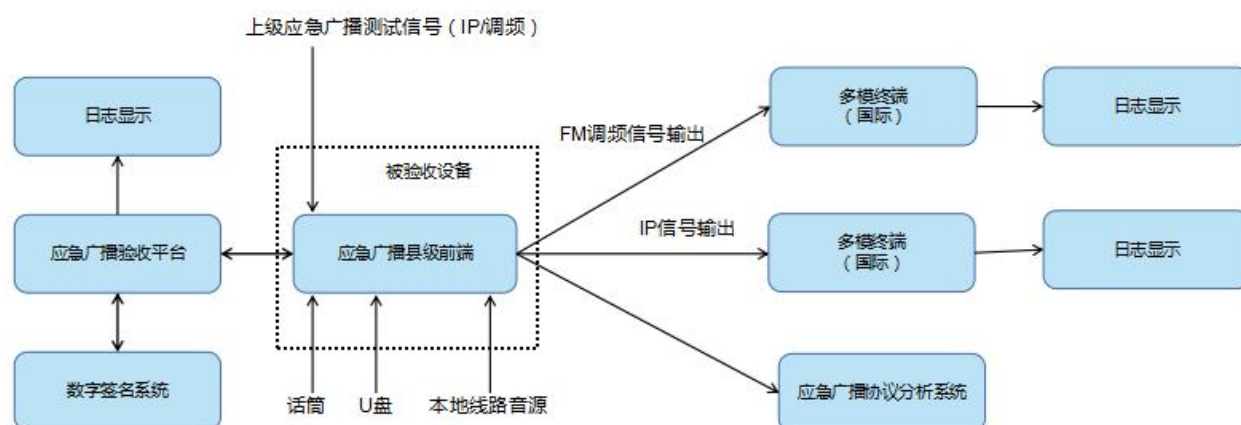 上级应急广播测试信号（IP/调频）
日志显示
多模终端
（国际）
日志显示
FM调频信号输出
被验收设备
应急广播验收平台
应急广播县级前端
IP信号输出
多模终端
（国际）
日志显示
数字签名系统
话筒
U盘
本地线路音源
应急广播协议分析系统